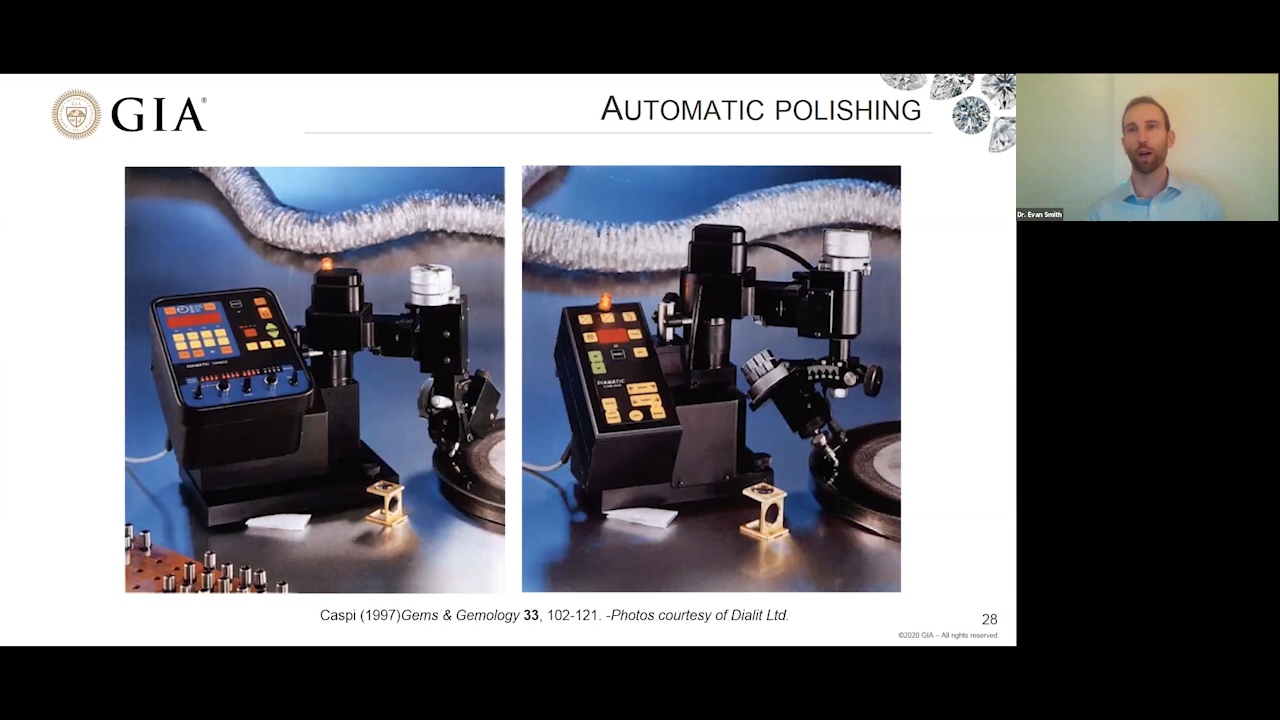 GIA®
AUTOMATIC POLISHING
Dr. Evan Smith
DIAMATIC
Caspi (1997)Gems & Gemology 33, 102-121. -Photos courtesy of Dialit Ltd.
28
©2020 GIA – All rights reserved